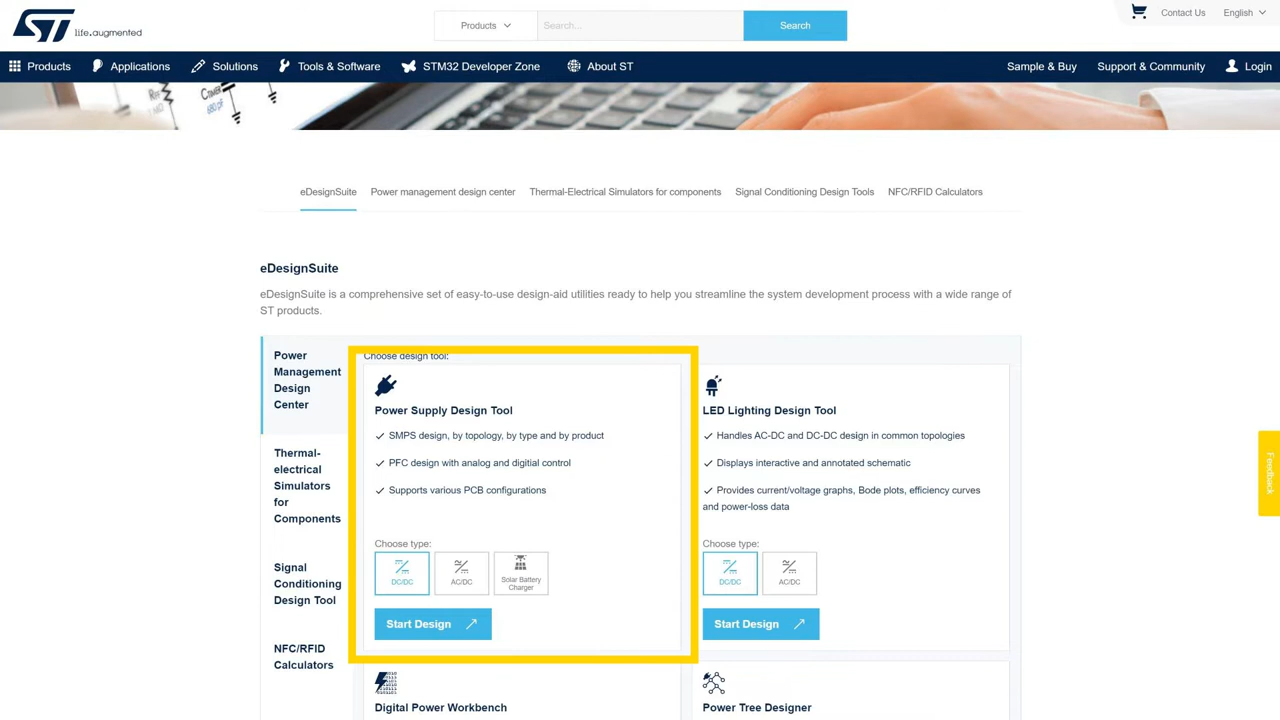 ST life.augmented
Products
Search...
Search
Contact Us
English
Products
Applications
Solutions
Tools & Software
STM32 Developer Zone
About ST
Sample & Buy
Support & Community
Login
680 pF
eDesignSuite
Power management design center
Thermal-Electrical Simulators for components
Signal Conditioning Design Tools
NFC/RFID Calculators
eDesignSuite
eDesignSuite is a comprehensive set of easy-to-use design-aid utilities ready to help you streamline the system development process with a wide range of
ST products.
Power
Management
Design
Center
Thermal-
electrical
Simulators
for
Components
Signal
Conditioning
Design Tool
NFC/RFID
Calculators
Choose design tool:
Power Supply Design Tool
SMPS design, by topology, by type and by product
PFC design with analog and digitial control
Supports various PCB configurations
Choose type:
DC/DC
AC/DC
Solar Battery
Charger
Start Design
LED Lighting Design Tool
Handles AC-DC and DC-DC design in common topologies
Displays interactive and annotated schematic
Provides current/voltage graphs, Bode plots, efficiency curves
and power-loss data
Choose type:
DC/DC
AC/DC
Start Design
Digital Power Workbench
Power Tree Designer
Feedback